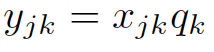 y_{jk} = x_{jk} q_k